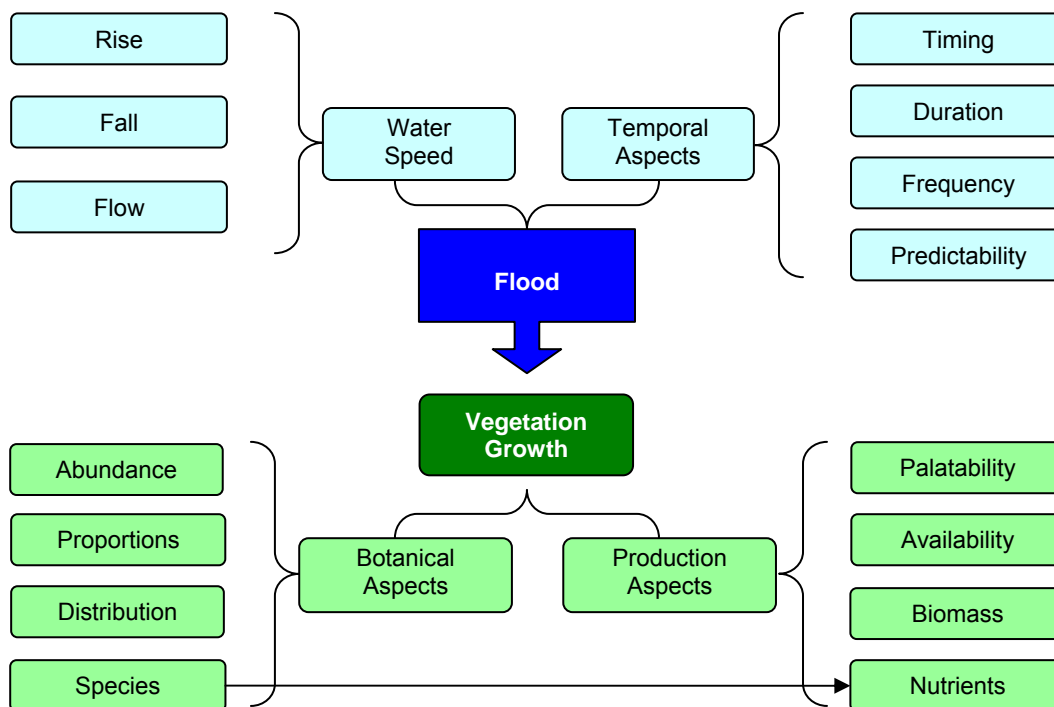 Rise
Fall
Flow
Water
Speed
Temporal
Aspects
Timing
Duration
Frequency
Predictability
Flood
Vegetation
Growth
Abundance
Proportions
Distribution
Species
Botanical
Aspects
Production
Aspects
Palatability
Availability
Biomass
Nutrients